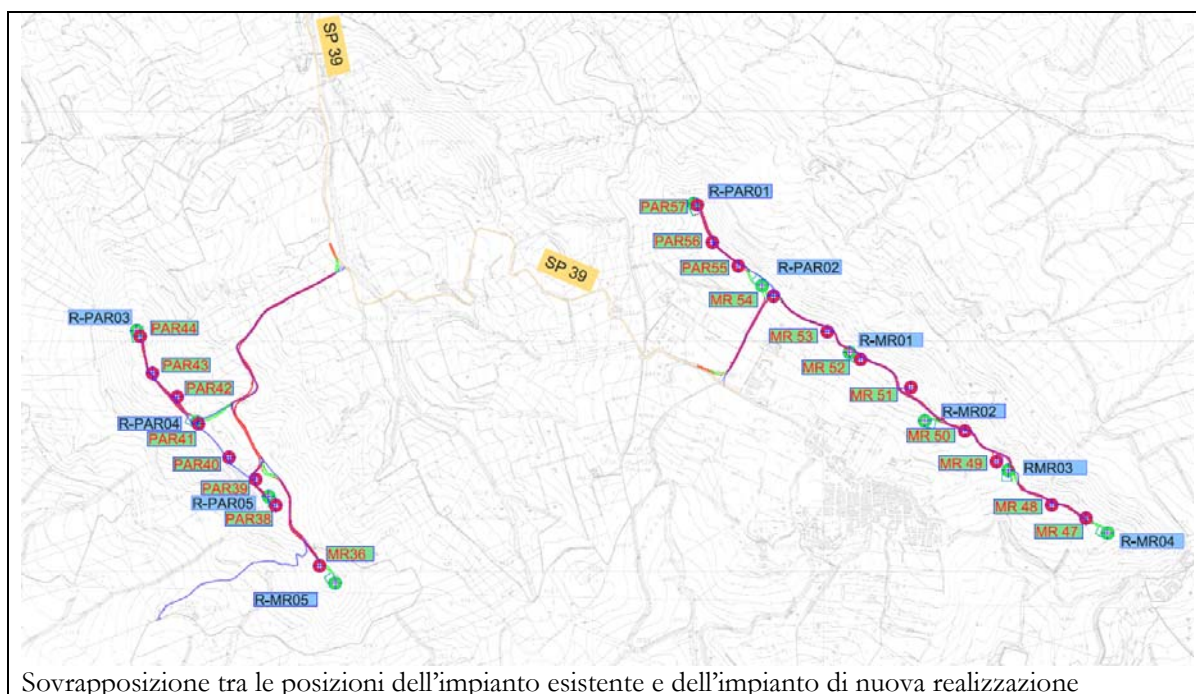 SP 39
R-PAR01
PAR57
PAR56
SP 39
PAR55
R-PAR02
MR 54
R-PAR03
PAR44
MR 53
R-MR01
MR 52
PAR43
PAR42
MR 51
R-MR02
R-PAR04
PAR41
MR 50
PAR40
MR 49
RMR03
PAR39
R-PAR05
PAR38
MR 48
MR 47
R-MR04
MR36
R-MR05
Sovrapposizione tra le posizioni dell'impianto esistente e dell'impianto di nuova realizzazione